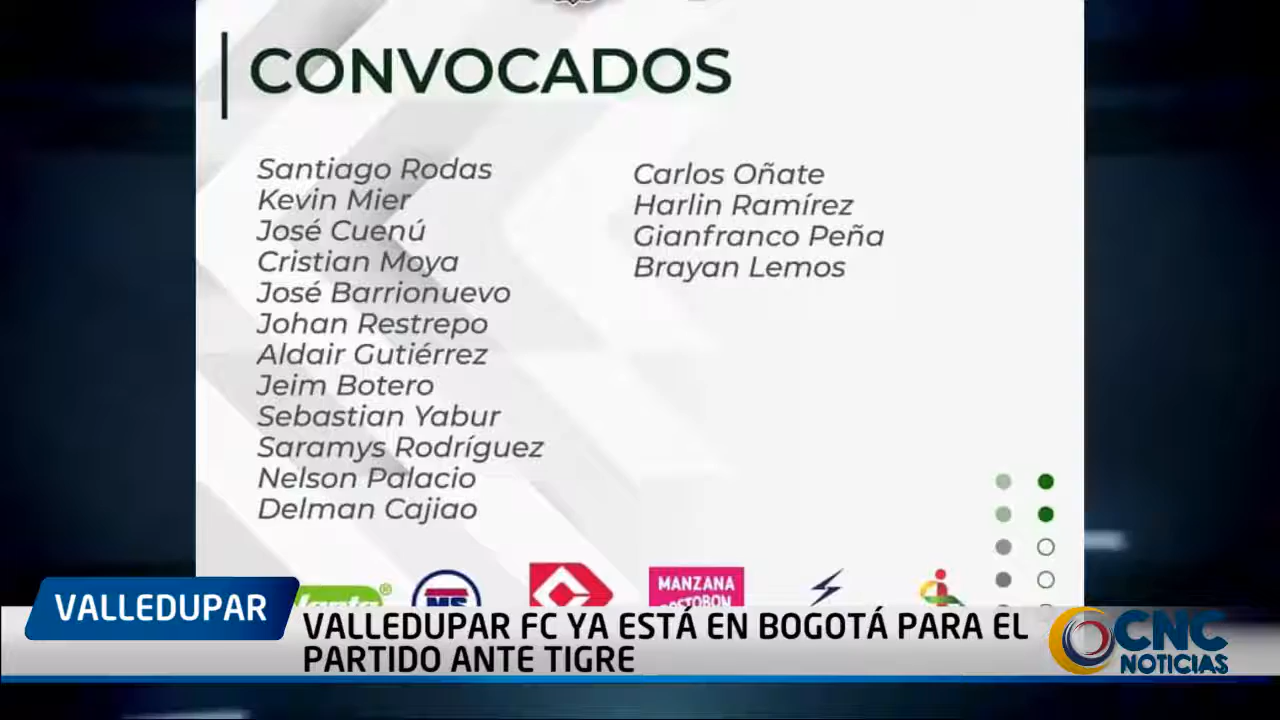 CONVOCADOS
Santiago Rodas
Kevin Mier
José Cuenú
Cristian Moya
José Barrionuevo
Johan Restrepo
Aldair Gutiérrez
Jeim Botero
Sebastian Yabur
Saramys Rodríguez
Nelson Palacio
Delman Cajiao
Carlos Oñate
Harlin Ramírez
Gianfranco Peña
Brayan Lemos
MS
MANZANA
POSTOBON
VALLEDUPAR
VALLEDUPAR FC YA ESTÁ EN BOGOTÁ PARA EL
PARTIDO ANTE TIGRE
CNC
NOTICIAS